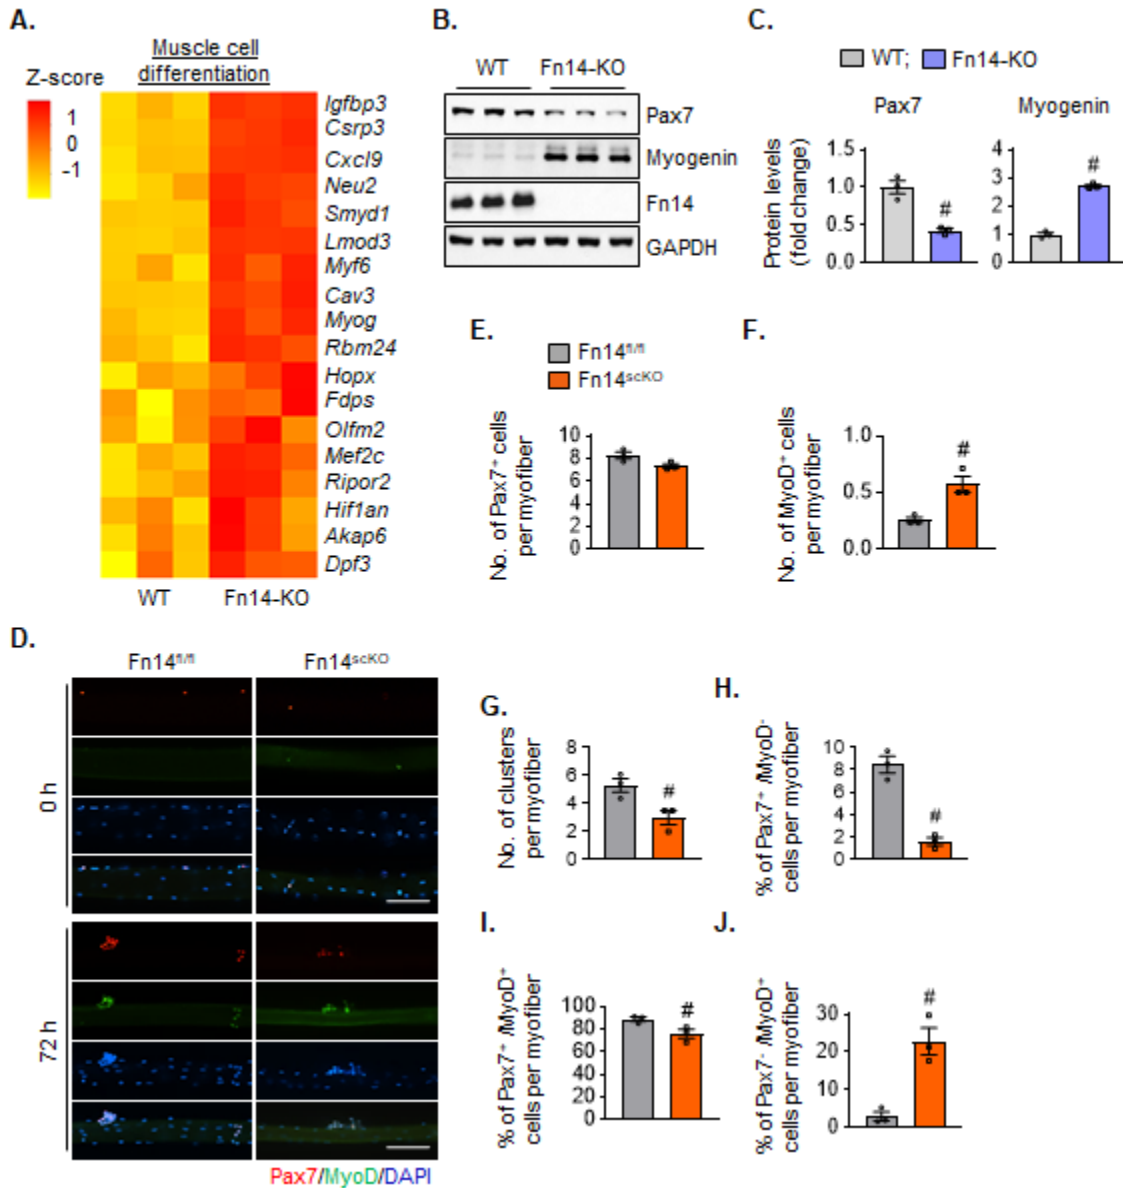 A.
Muscle cell
differentiation
Z-score
1
0
-1
Igfbp3
Csrp3
Cxcl9
Neu2
Smyd1
Lmod3
Myf6
Cav3
Myog
Rbm24
Hopx
Fdps
Olfm2
Mef2c
Ripor2
Hif1an
Akap6
Dpf3
WT Fn14-KO
B.
WT Fn14-KO
Pax7
Myogenin
Fn14
GAPDH
C.
WT; Fn14-KO
Pax7 Myogenin
Protein levels
(fold change)
1.5
1.0
0.5
0.0
#
4
3
2
1
0
#
D.
Fn14fl/fl Fn14scKO
0 h
72 h
Pax7/MyoD/DAPI
E.
Fn14fl/fl
Fn14scKO
No. of Pax7+ cells
per myofiber
10
8
6
4
2
0
F.
No. of MyoD+ cells
per myofiber
1.0
0.5
0.0
#
G.
No. of clusters
per myofiber
8
6
4
2
0
#
H.
% of Pax7+ /MyoD-
cells per myofiber
10
8
6
4
2
0
#
I.
% of Pax7+ /MyoD+
cells per myofiber
100
80
60
40
20
0
#
J.
% of Pax7- /MyoD+
cells per myofiber
30
20
10
0
#